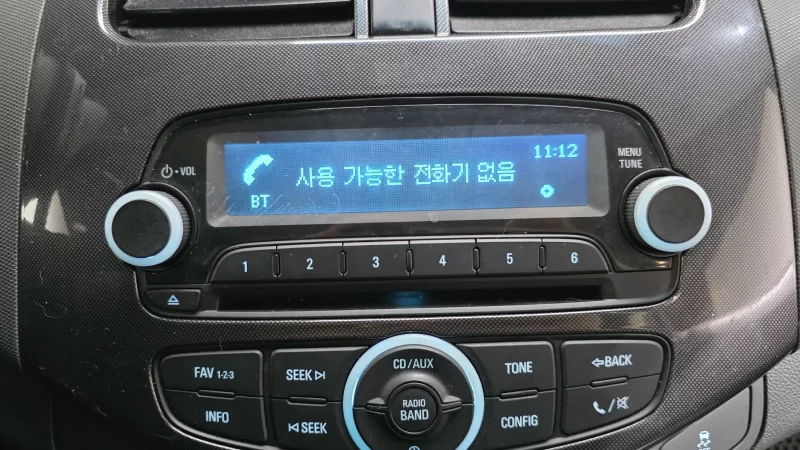 ⏻•VOL
11:12
사용 가능한 전화기 없음
BT
MENU
TUNE
1 2 3 4 5 6
FAV 1-2-3
SEEK
CD/AUX
TONE
BACK
RADIO
BAND
INFO
SEEK
CONFIG